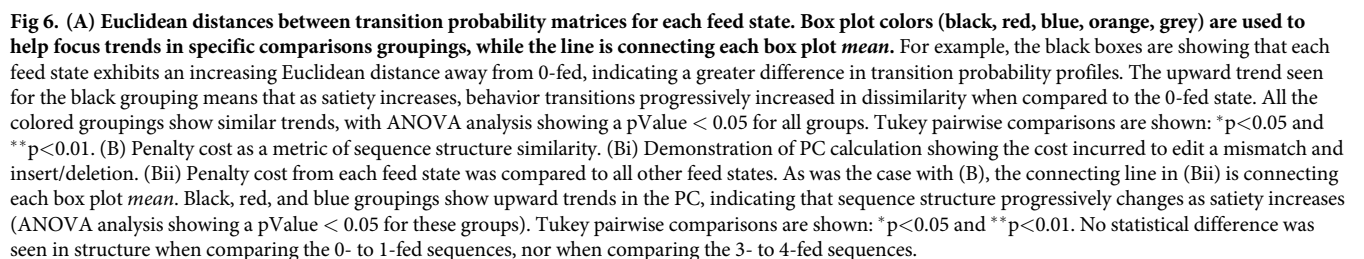 Fig 6. (A) Euclidean distances between transition probability matrices for each feed state. Box plot colors (black, red, blue, orange, grey) are used to
help focus trends in specific comparisons groupings, while the line is connecting each box plot mean. For example, the black boxes are showing that each
feed state exhibits an increasing Euclidean distance away from 0-fed, indicating a greater difference in transition probability profiles. The upward trend seen
for the black grouping means that as satiety increases, behavior transitions progressively increased in dissimilarity when compared to the 0-fed state. All the
colored groupings show similar trends, with ANOVA analysis showing a pValue < 0.05 for all groups. Tukey pairwise comparisons are shown: *p<0.05 and
**p<0.01. (B) Penalty cost as a metric of sequence structure similarity. (Bi) Demonstration of PC calculation showing the cost incurred to edit a mismatch and
insert/deletion. (Bii) Penalty cost from each feed state was compared to all other feed states. As was the case with (B), the connecting line in (Bii) is connecting
each box plot mean. Black, red, and blue groupings show upward trends in the PC, indicating that sequence structure progressively changes as satiety increases
(ANOVA analysis showing a pValue < 0.05 for these groups). Tukey pairwise comparisons are shown: *p<0.05 and **p<0.01. No statistical difference was
seen in structure when comparing the 0- to 1-fed sequences, nor when comparing the 3- to 4-fed sequences.